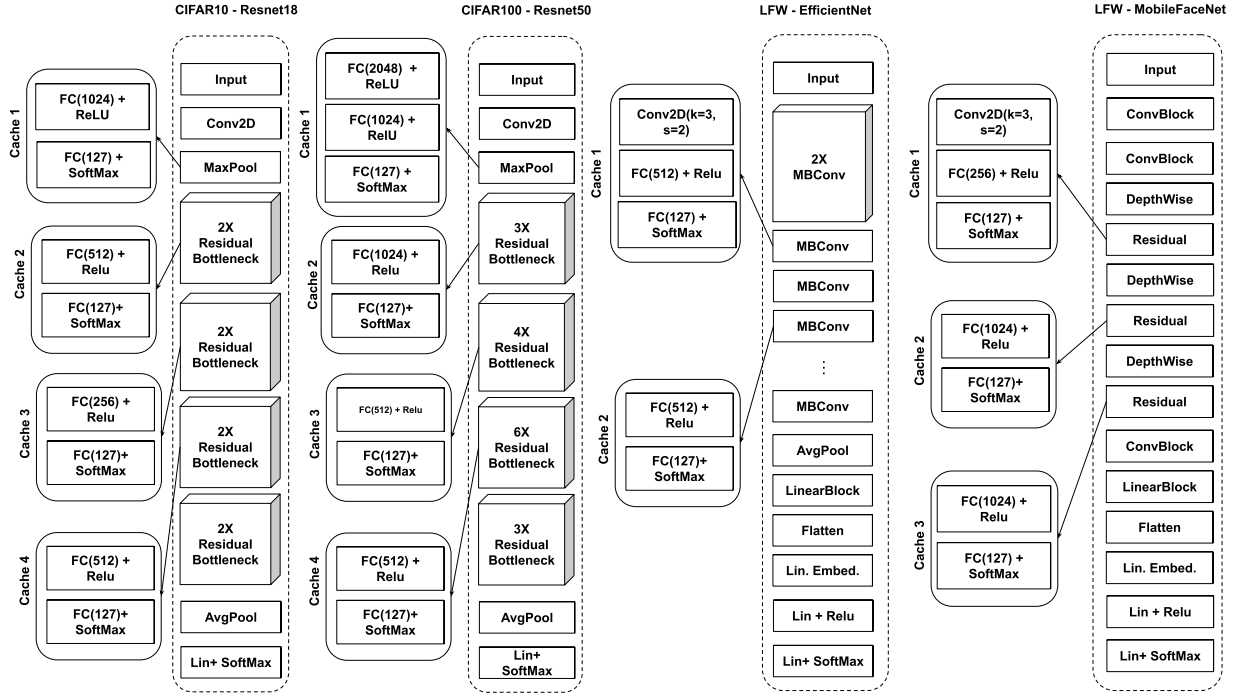 CIFAR10 - Resnet18
Cache 1
FC(1024) +
ReLU
FC(127) +
SoftMax
Cache 2
FC(512) +
Relu
FC(127)+
SoftMax
Cache 3
FC(256) +
Relu
FC(127)+
SoftMax
Cache 4
FC(512) +
Relu
FC(127)+
SoftMax
Input
Conv2D
MaxPool
2X
Residual
Bottleneck
2X
Residual
Bottleneck
2X
Residual
Bottleneck
2X
Residual
Bottleneck
AvgPool
Lin+ SoftMax
CIFAR100 - Resnet50
Cache 1
FC(2048) +
ReLU
FC(1024) +
RelU
FC(127) +
SoftMax
Cache 2
FC(1024) +
Relu
FC(127)+
SoftMax
Cache 3
FC(512) + Relu
FC(127)+
SoftMax
Cache 4
FC(512) +
Relu
FC(127)+
SoftMax
Input
Conv2D
MaxPool
3X
Residual
Bottleneck
4X
Residual
Bottleneck
6X
Residual
Bottleneck
3X
Residual
Bottleneck
AvgPool
Lin+
SoftMax
LFW - EfficientNet
Cache 1
Conv2D(k=3,
s=2)
FC(512) + Relu
FC(127) +
SoftMax
Cache 2
FC(512) +
Relu
FC(127)+
SoftMax
Input
2X
MBConv
MBConv
MBConv
MBConv
⋮
MBConv
AvgPool
LinearBlock
Flatten
Lin. Embed.
Lin + Relu
Lin+ SoftMax
LFW - MobileFaceNet
Cache 1
Conv2D(k=3,
s=2)
FC(256) + Relu
FC(127) +
SoftMax
Cache 2
FC(1024) +
Relu
FC(127)+
SoftMax
Cache 3
FC(1024) +
Relu
FC(127) +
SoftMax
Input
ConvBlock
ConvBlock
DepthWise
Residual
DepthWise
Residual
DepthWise
Residual
ConvBlock
LinearBlock
Flatten
Lin. Embed.
Lin + Relu
Lin+ SoftMax